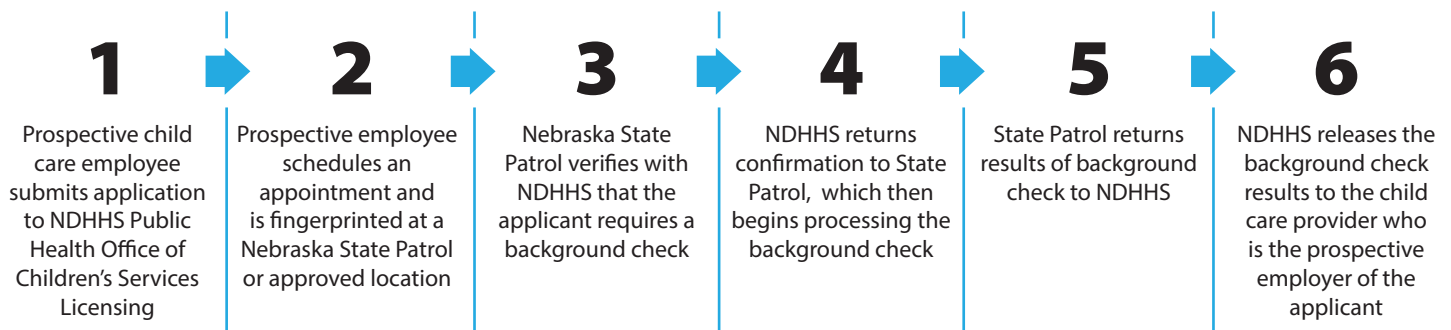 1
Prospective child
care employee
submits application
to NDHHS Public
Health Office of
Children’s Services
Licensing
2
Prospective employee
schedules an
appointment and
is fingerprinted at a
Nebraska State Patrol
or approved location
3
Nebraska State
Patrol verifies with
NDHHS that the
applicant requires a
background check
4
NDHHS returns
confirmation to State
Patrol, which then
begins processing the
background check
5
State Patrol returns
results of background
check to NDHHS
6
NDHHS releases the
background check
results to the child
care provider who
is the prospective
employer of the
applicant